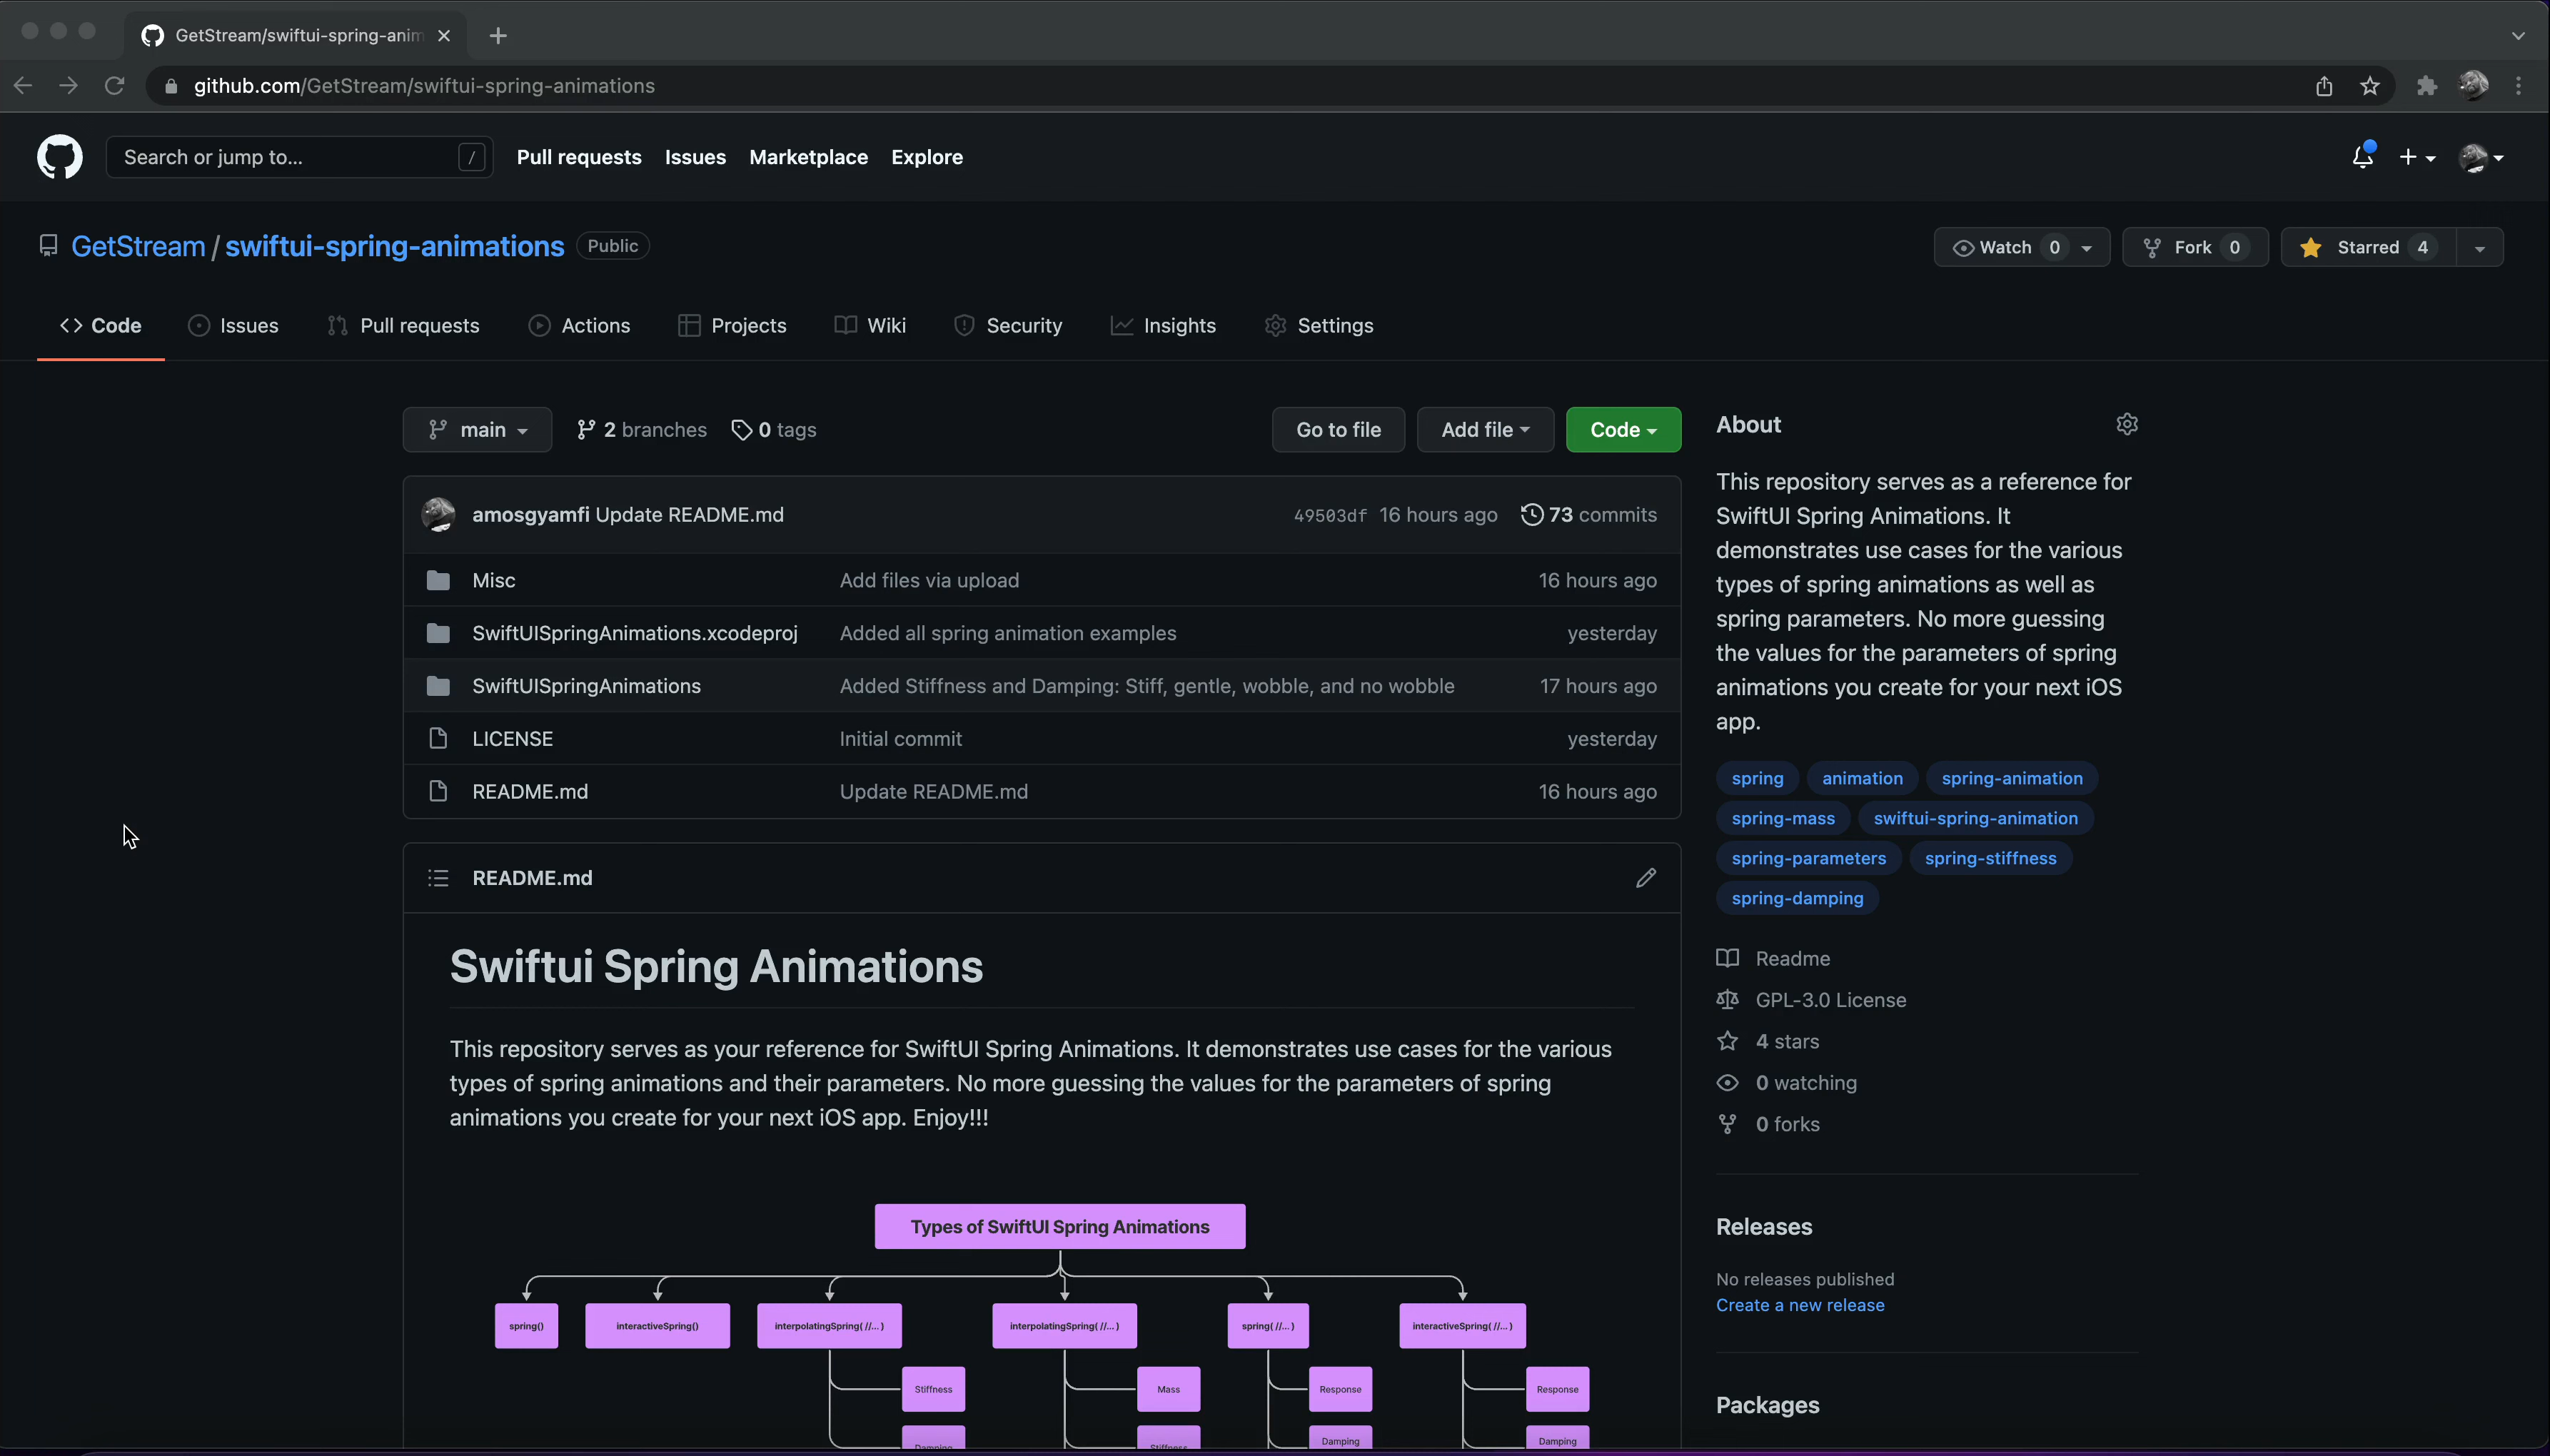 GetStream/swiftui-spring-anim
github.com/GetStream/swiftui-spring-animations
Search or jump to... /
Pull requests Issues Marketplace Explore
GetStream / swiftui-spring-animations Public
Watch 0 Fork 0 Starred 4
Code Issues Pull requests Actions Projects Wiki Security Insights Settings
main 2 branches 0 tags Go to file Add file Code
amosgyamfi Update README.md 49503df 16 hours ago 73 commits
Misc Add files via upload 16 hours ago
SwiftUISpringAnimations.xcodeproj Added all spring animation examples yesterday
SwiftUISpringAnimations Added Stiffness and Damping: Stiff, gentle, wobble, and no wobble 17 hours ago
LICENSE Initial commit yesterday
README.md Update README.md 16 hours ago
README.md
Swiftui Spring Animations
This repository serves as your reference for SwiftUI Spring Animations. It demonstrates use cases for the various
types of spring animations and their parameters. No more guessing the values for the parameters of spring
animations you create for your next iOS app. Enjoy!!!
Types of SwiftUI Spring Animations
spring() interactiveSpring() interpolatingSpring( //... ) interpolatingSpring( //... ) spring( //... ) interactiveSpring( //... )
Stiffness Mass Response Response
Damping Stiffness Damping Damping
About
This repository serves as a reference for
SwiftUI Spring Animations. It
demonstrates use cases for the various
types of spring animations as well as
spring parameters. No more guessing
the values for the parameters of spring
animations you create for your next iOS
app.
spring animation spring-animation
spring-mass swiftui-spring-animation
spring-parameters spring-stiffness
spring-damping
Readme
GPL-3.0 License
4 stars
0 watching
0 forks
Releases
No releases published
Create a new release
Packages